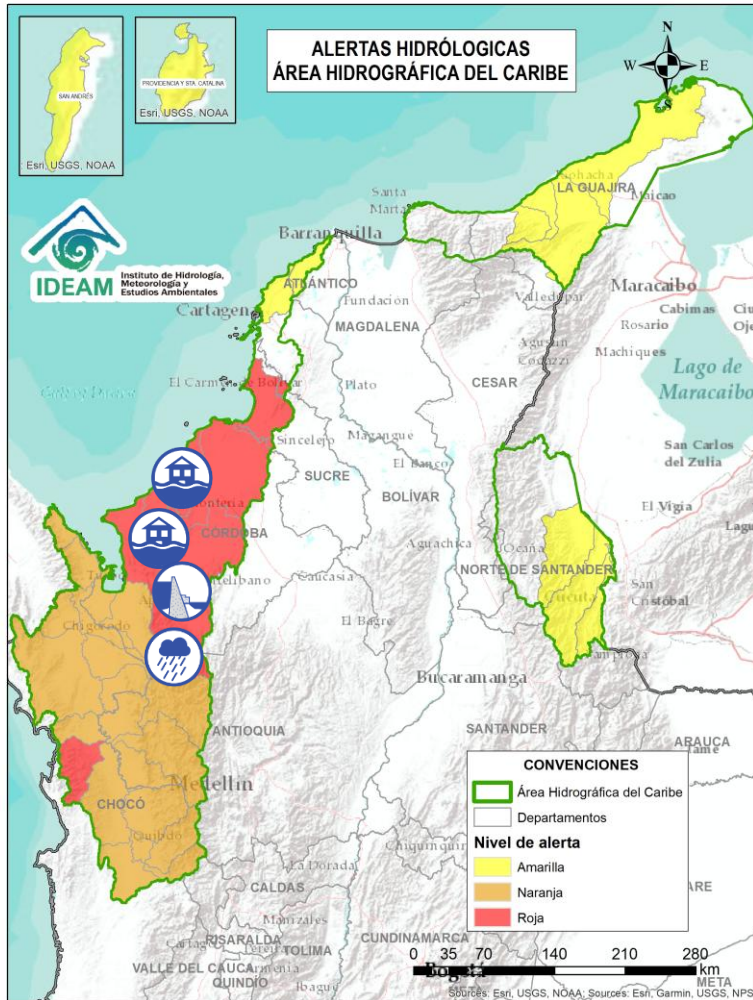 ALERTAS HIDRÓLOGICAS
ÁREA HIDROGRÁFICA DEL CARIBE
SAN ANDRÉS
Esri, USGS, NOAA
PROVIDENCIA Y STA. CATALINA
Esri, USGS, NOAA
W
N
E
S
IDEAM
Instituto de Hidrología,
Meteorología y
Estudios Ambientales
Santa
Marta
LA GUAJIRA
Maicao
Barranquilla
ATLÁNTICO
Cartagen
Fundación
MAGDALENA
Valledupar
Maracaibo
Cabimas
Rosario
Machiques
Agustín
Codazzi
CESAR
Lago de
Maracaibo
El Carmen de Bolívar
Plato
Sincelejo
Magangue
SUCRE
El Banco
BOLÍVAR
San Carlos
del Zulia
El Vigía
CÓRDOBA
Aguachica
Ocaña
NORTE DE SANTANDER
Cúcuta
San
Cristóbal
Caucasia
El Bagre
Chigorodó
Bucaramanga
ANTIOQUIA
SANTANDER
ARAUCA
Medellín
CHOCÓ
Quibdó
La Dorada
CALDAS
Manizales
RISARALDA
TOLIMA
CUNDINAMARCA
VALLE DEL CAUCA
Armenia
QUINDÍO
Ibagué
Bogotá
META
CONVENCIONES
Área Hidrográfica del Caribe
Departamentos
Nivel de alerta
Amarilla
Naranja
Roja
0 35 70 140 210 280
km
Sources: Esri, USGS, NOAA; Sources: Esri, Garmin, USGS, NPS